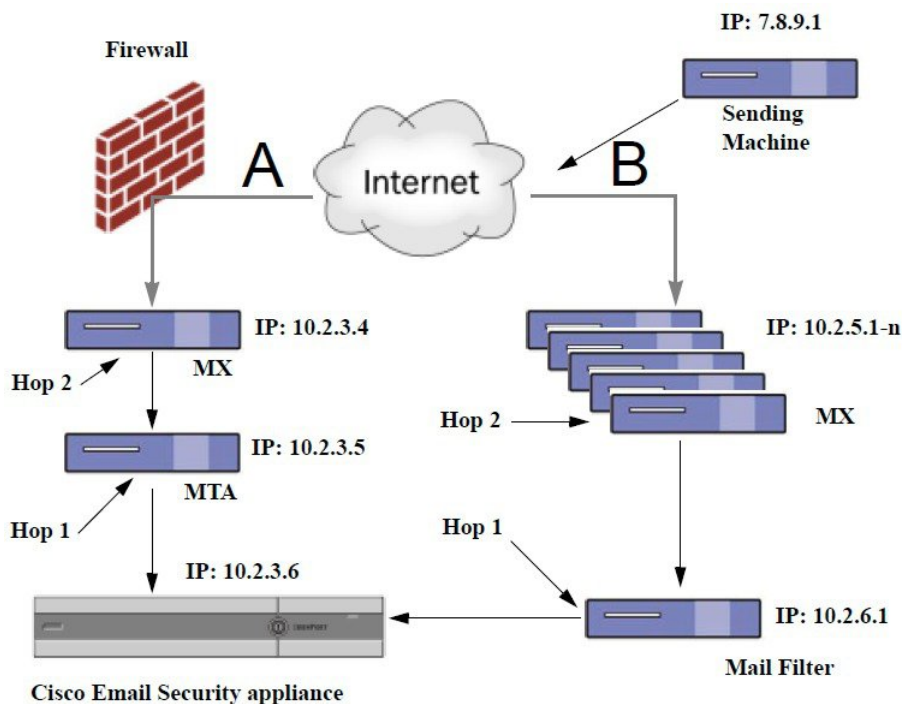 IP: 7.8.9.1
Firewall
Sending
Machine
A
Internet
B
IP: 10.2.3.4
IP: 10.2.5.1-n
MX
Hop 2
Hop 2
MX
IP: 10.2.3.5
MTA
Hop 1
Hop 1
IP: 10.2.3.6
IP: 10.2.6.1
Mail Filter
Cisco Email Security appliance